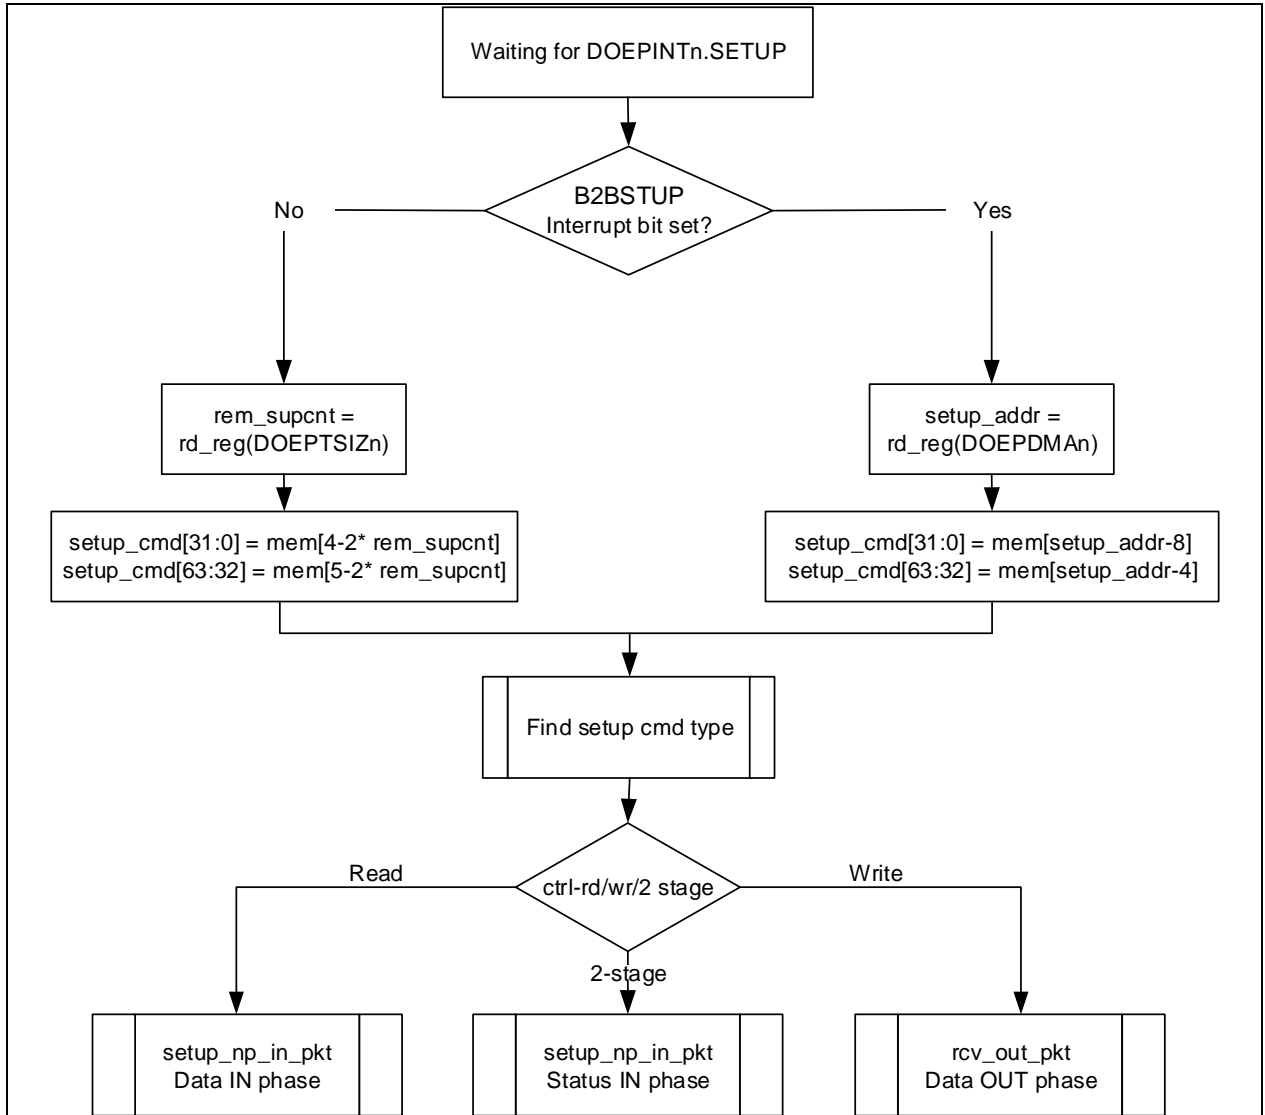 Waiting for DOEPINTn.SETUP
B2BSTUP
Interrupt bit set?
No
Yes
rem_supcnt =
rd_reg(DOEPTSIZn)
setup_addr =
rd_reg(DOEPDMAn)
setup_cmd[31:0] = mem[4-2* rem_supcnt]
setup_cmd[63:32] = mem[5-2* rem_supcnt]
setup_cmd[31:0] = mem[setup_addr-8]
setup_cmd[63:32] = mem[setup_addr-4]
Find setup cmd type
ctrl-rd/wr/2 stage
Read
Write
2-stage
setup_np_in_pkt
Data IN phase
setup_np_in_pkt
Status IN phase
rcv_out_pkt
Data OUT phase